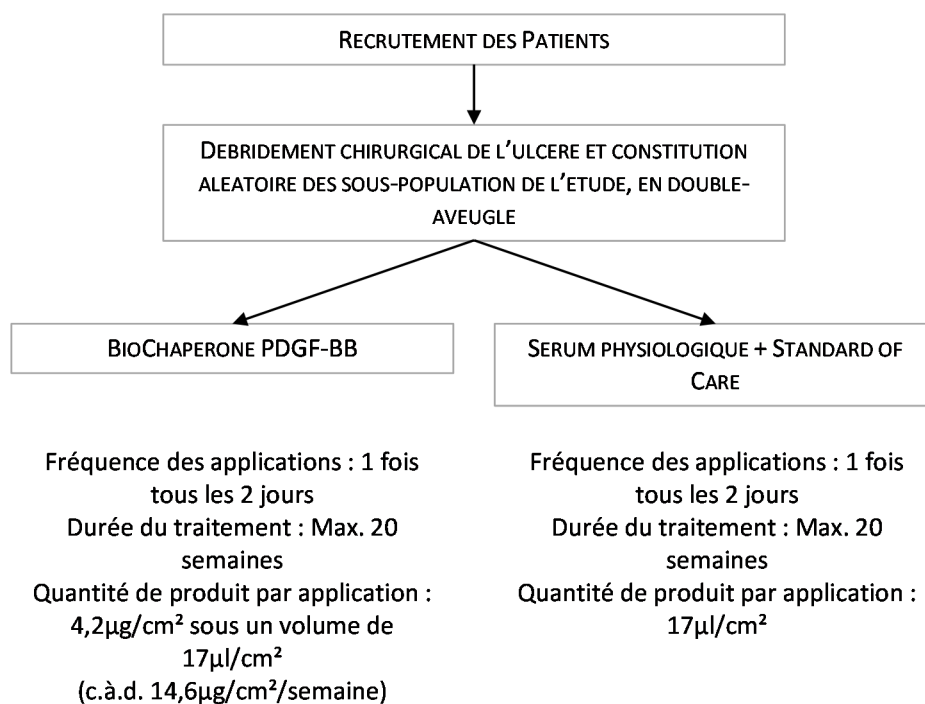 RECRUTEMENT DES PATIENTS
DEBRIDEMENT CHIRURGICAL DE L'ULCERE ET CONSTITUTION
ALEATOIRE DES SOUS-POPULATION DE L'ETUDE, EN DOUBLE-
AVEUGLE
BIOCHAPERONE PDGF-BB
SERUM PHYSIOLOGIQUE + STANDARD OF
CARE
Fréquence des applications : 1 fois
tous les 2 jours
Durée du traitement : Max. 20
semaines
Quantité de produit par application :
4,2µg/cm² sous un volume de
17µl/cm²
(c.à.d. 14,6µg/cm²/semaine)
Fréquence des applications : 1 fois
tous les 2 jours
Durée du traitement : Max. 20
semaines
Quantité de produit par application :
17µl/cm²